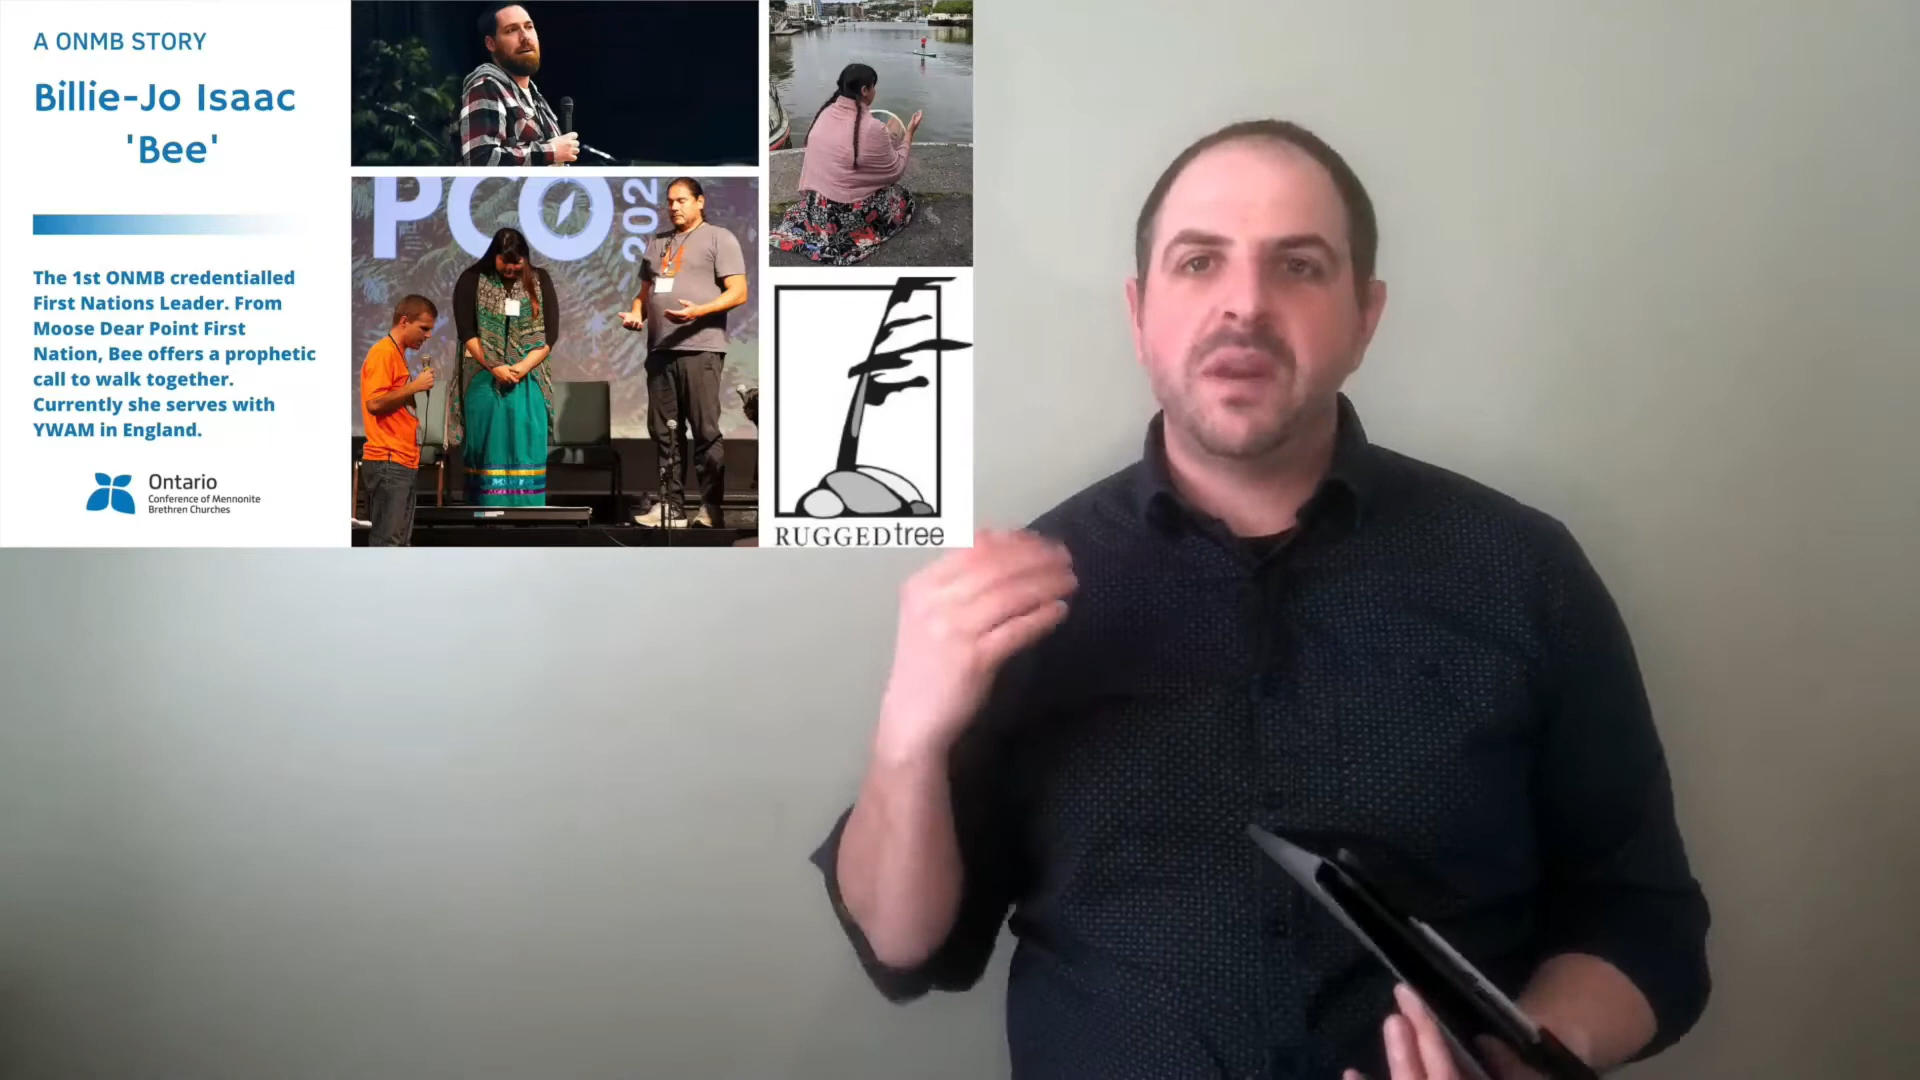 A ONMB STORY
Billie-Jo Isaac
'Bee'
The 1st ONMB credentialled
First Nations Leader. From
Moose Dear Point First
Nation, Bee offers a prophetic
call to walk together.
Currently she serves with
YWAM in England.
Ontario
Conference of Mennonite
Brethren Churches
PCO 202
RUGGEDtree